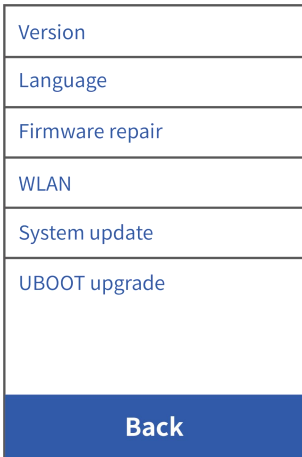 Version
Language
Firmware repair
WLAN
System update
UBOOT upgrade
Back